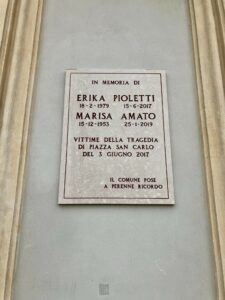 IN MEMORIA DI
ERIKA PIOLETTI
18-2-1979 15-6-2017
MARISA AMATO
15-12-1953 25-1-2019
VITTIME DELLA TRAGEDIA
DI PIAZZA SAN CARLO
DEL 3 GIUGNO 2017
IL COMUNE POSE
A PERENNE RICORDO